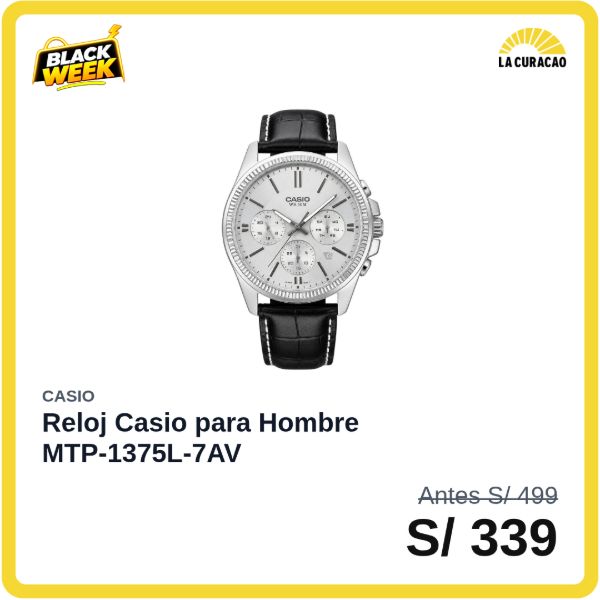 BLACK
WEEK
LA CURACAO
CASIO
CASIO
Reloj Casio para Hombre
MTP-1375L-7AV
Antes S/ 499
S/ 339